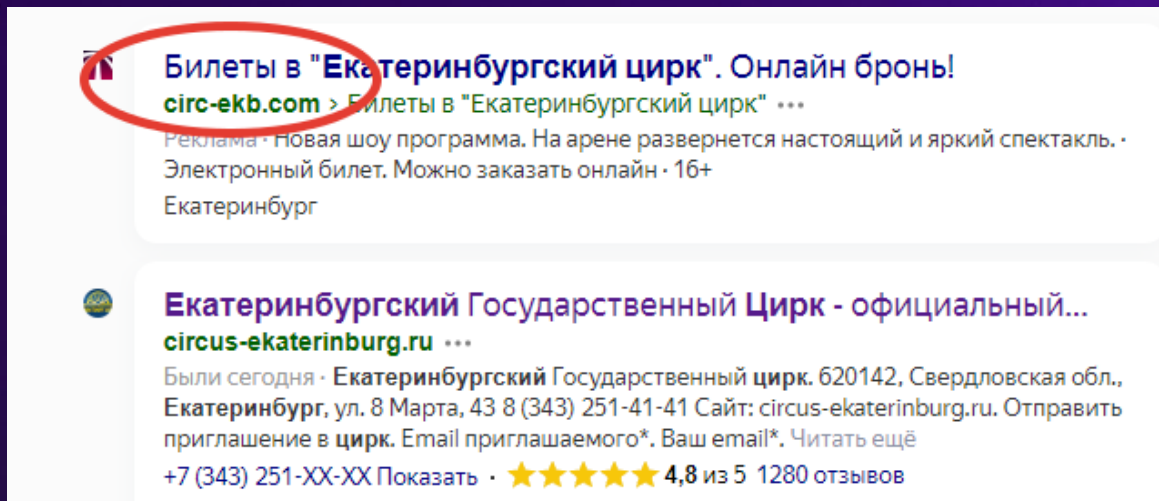 Билеты в "Екатеринбургский цирк". Онлайн бронь!
circ-ekb.com › Билеты в "Екатеринбургский цирк" •••
Реклама · Новая шоу программа. На арене развернется настоящий и яркий спектакль. ·
Электронный билет. Можно заказать онлайн · 16+
Екатеринбург
Екатеринбургский Государственный Цирк - официальный...
circus-ekaterinburg.ru •••
Были сегодня · Екатеринбургский Государственный цирк. 620142, Свердловская обл.,
Екатеринбург, ул. 8 Марта, 43 8 (343) 251-41-41 Сайт: circus-ekaterinburg.ru. Отправить
приглашение в цирк. Email приглашаемого*. Ваш email*. Читать ещё
+7 (343) 251-XX-XX Показать · 4,8 из 5 1280 отзывов